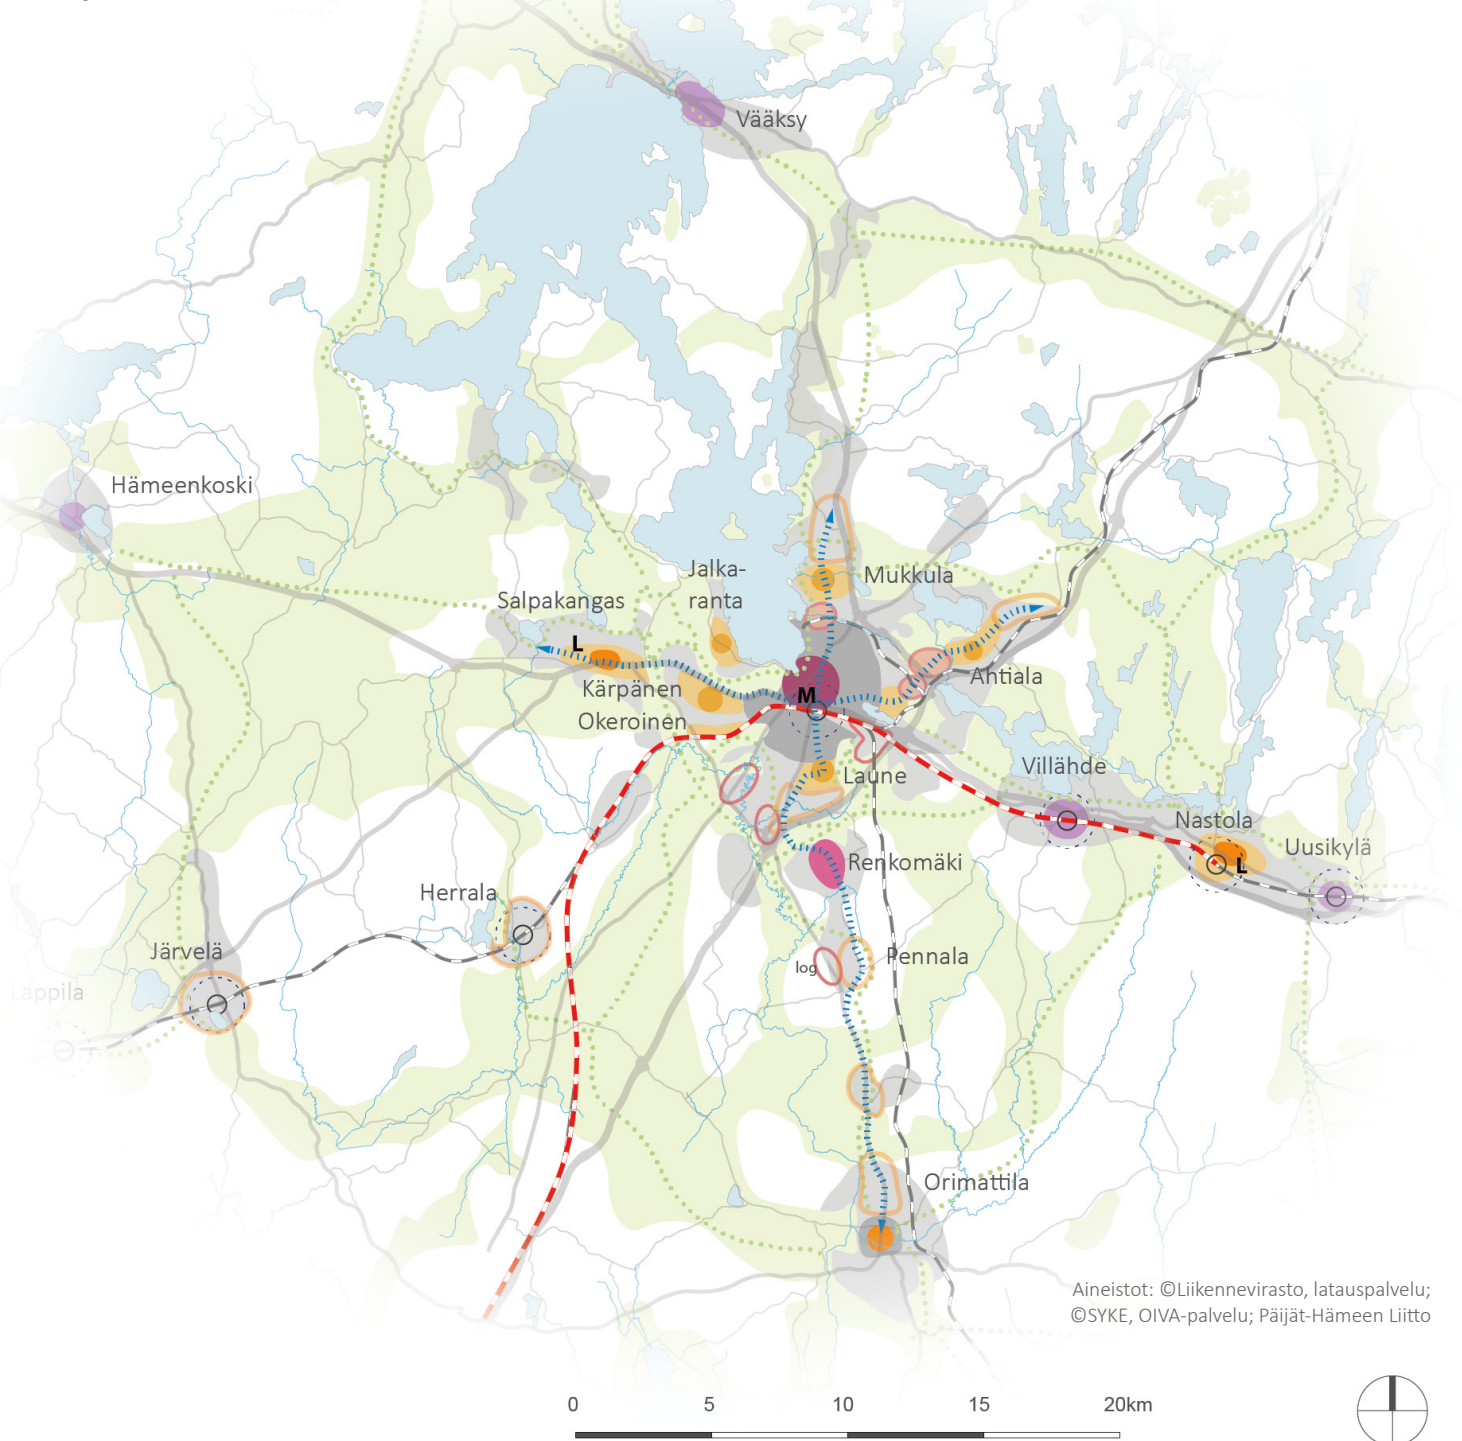 Vääksy
Hämeenkoski
Jalka-
ranta
Mukkula
Salpakangas
L
Kärpänen
Okeroinen
M
Ahtiala
Laune
Villähde
Nastola
L
Uusikylä
Renkomäki
Herrala
Järvelä
Lappila
log
Pennala
Orimattila
Aineistot: ©Liikennevirasto, latauspalvelu;
©SYKE, OIVA-palvelu; Päijät-Hämeen Liitto
0 5 10 15 20km